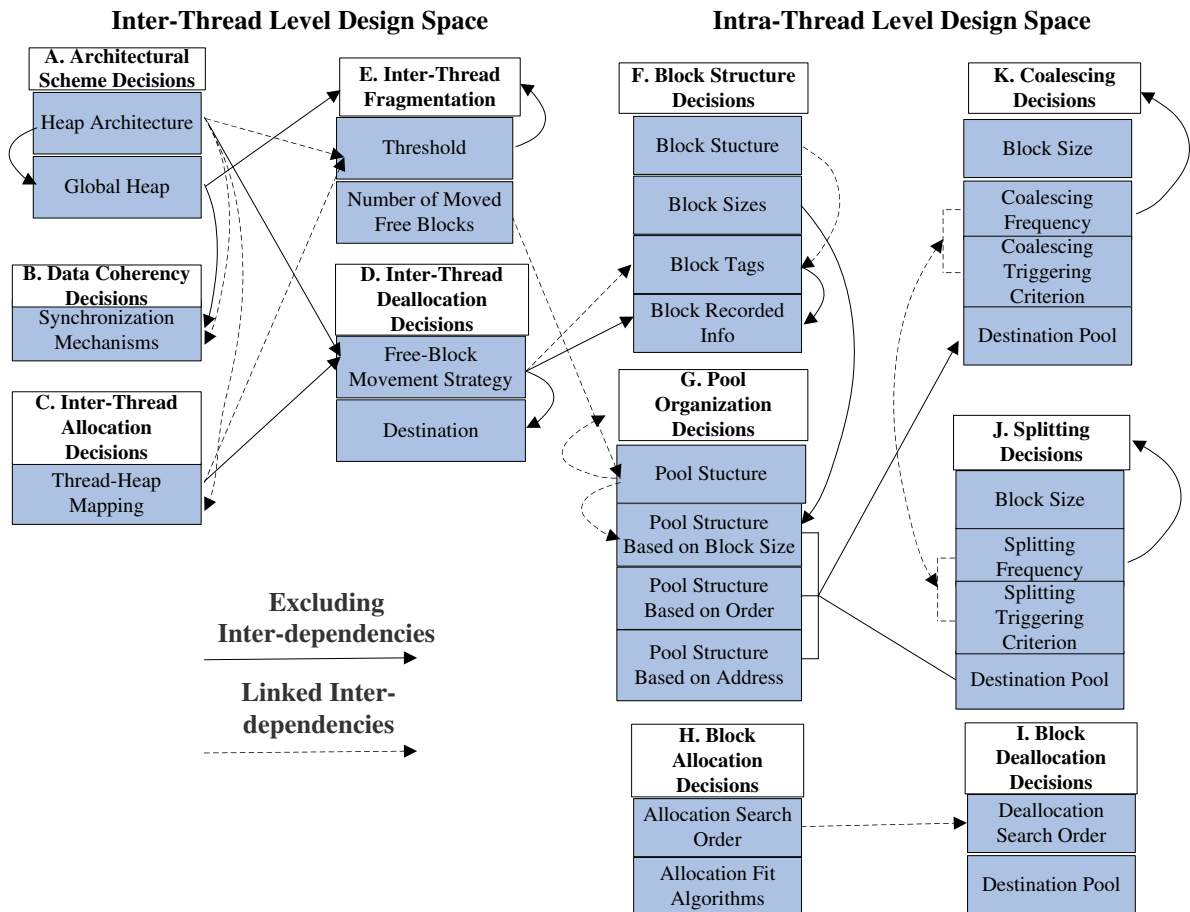 Inter-Thread Level Design Space
Intra-Thread Level Design Space
A. Architectural
Scheme Decisions
Heap Architecture
Global Heap
B. Data Coherency
Decisions
Synchronization
Mechanisms
C. Inter-Thread
Allocation
Decisions
Thread-Heap
Mapping
E. Inter-Thread
Fragmentation
Threshold
Number of Moved
Free Blocks
D. Inter-Thread
Deallocation
Decisions
Free-Block
Movement Strategy
Destination
Excluding
Inter-dependencies
Linked Inter-
dependencies
F. Block Structure
Decisions
Block Stucture
Block Sizes
Block Tags
Block Recorded
Info
G. Pool
Organization
Decisions
Pool Stucture
Pool Structure
Based on Block Size
Pool Structure
Based on Order
Pool Structure
Based on Address
H. Block
Allocation
Decisions
Allocation Search
Order
Allocation Fit
Algorithms
K. Coalescing
Decisions
Block Size
Coalescing
Frequency
Coalescing
Triggering
Criterion
Destination Pool
J. Splitting
Decisions
Block Size
Splitting
Frequency
Splitting
Triggering
Criterion
Destination Pool
I. Block
Deallocation
Decisions
Deallocation
Search Order
Destination Pool